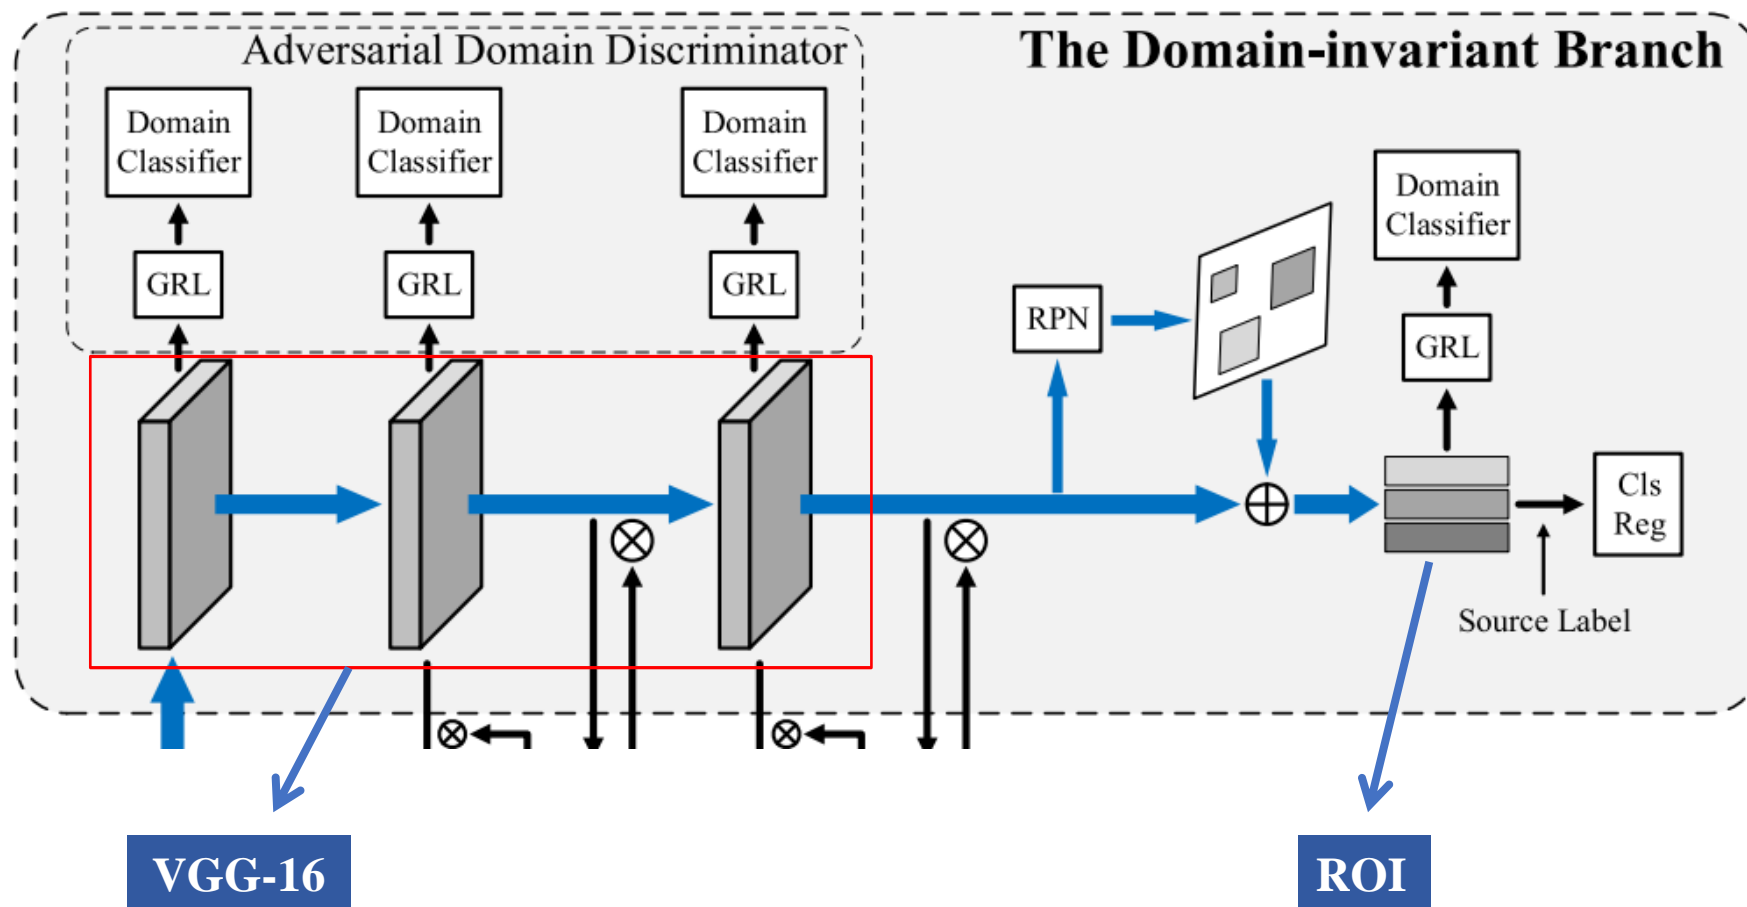 Adversarial Domain Discriminator
The Domain-invariant Branch
Domain
Classifier
Domain
Classifier
Domain
Classifier
Domain
Classifier
GRL
GRL
GRL
RPN
GRL
Cls
Reg
Source Label
VGG-16
ROI